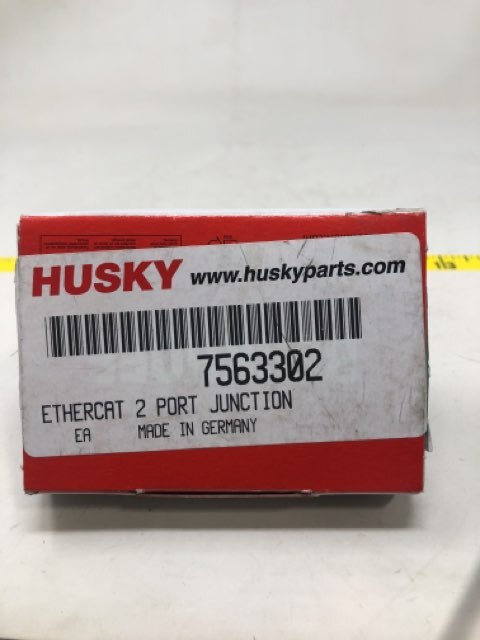 HUSKY www.huskyparts.com
7563302
ETHERCAT 2 PORT JUNCTION
EA MADE IN GERMANY